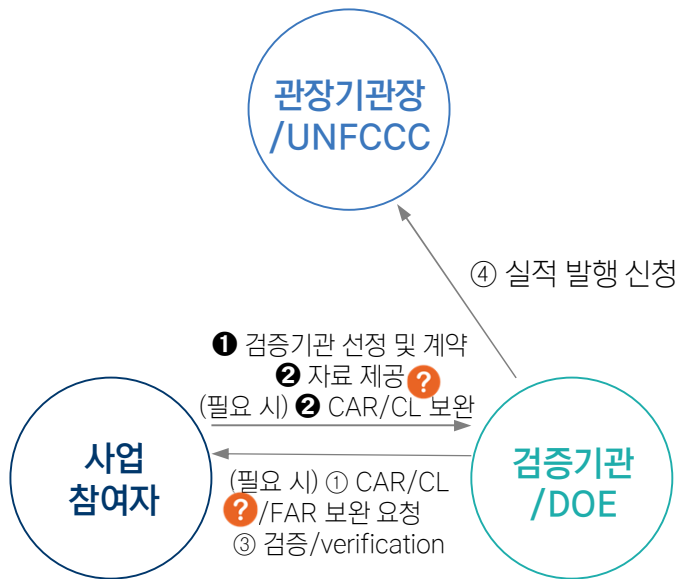 관장기관장
/UNFCCC
④ 실적 발행 신청
❶ 검증기관 선정 및 계약
❷ 자료 제공 ?
(필요 시) ❷ CAR/CL 보완
사업
참여자
검증기관
/DOE
(필요 시) ① CAR/CL
? /FAR 보완 요청
③ 검증/verification